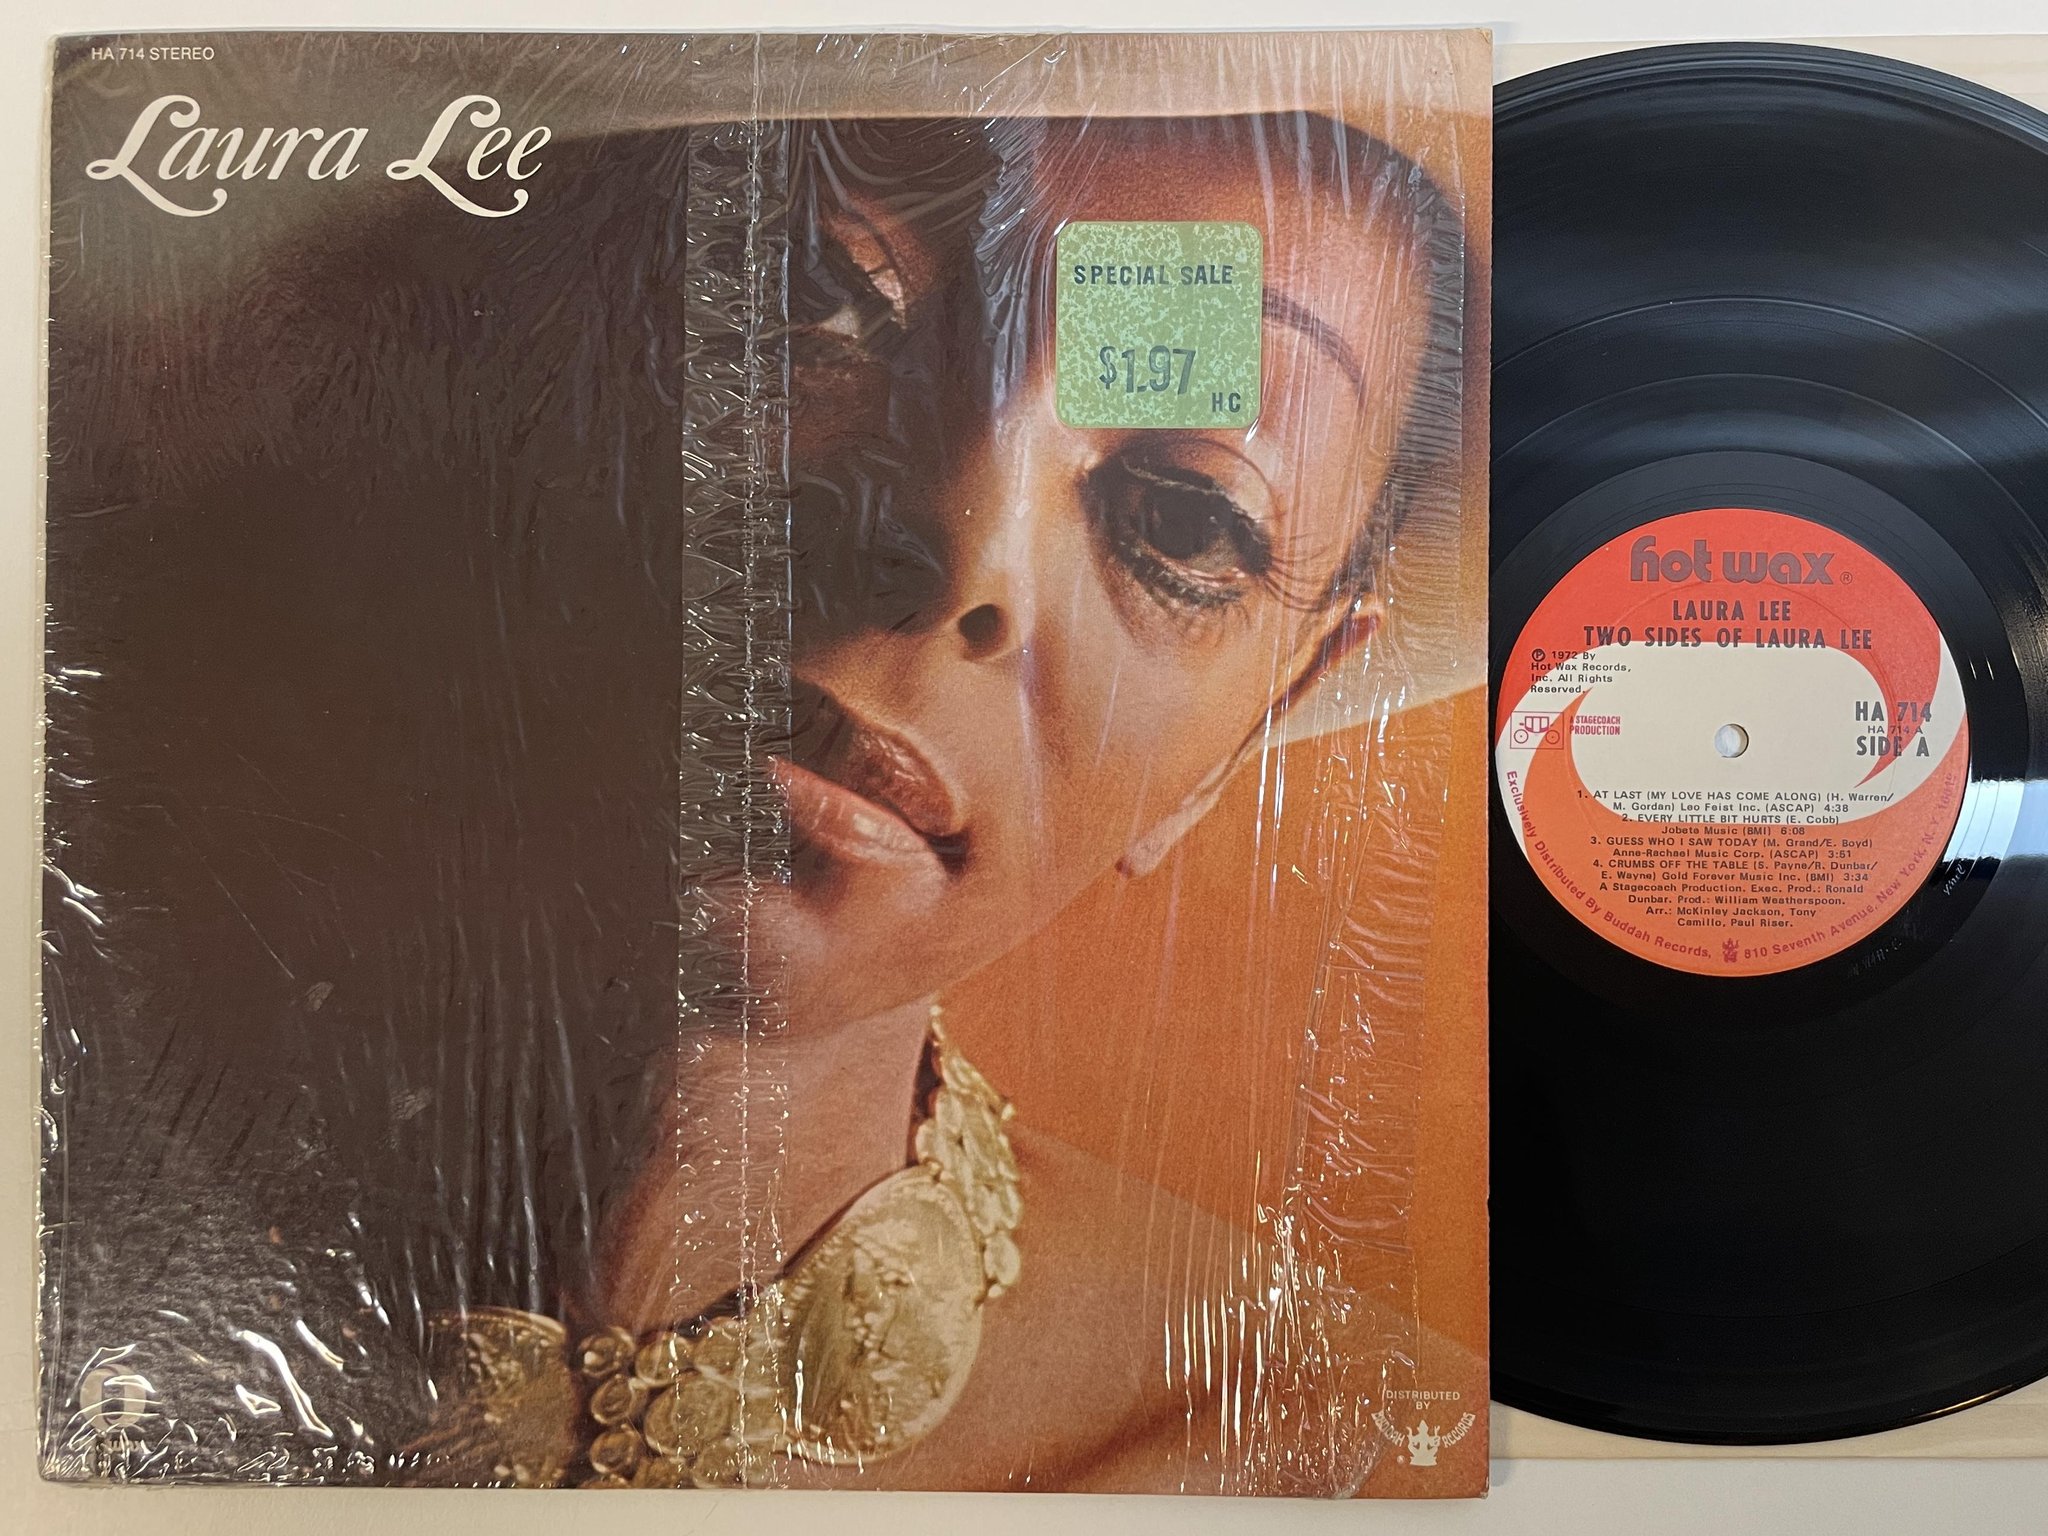 HA 714 STEREO
Laura Lee
SPECIAL SALE
$1.97
HC
DISTRIBUTED
BY
BUDDAH RECORDS
®
hot wax ®
LAURA LEE
TWO SIDES OF LAURA LEE
℗ 1972 By
Hot Wax Records,
Inc. All Rights
Reserved.
A STAGECOACH
PRODUCTION
HA 714
HA 714 A
SIDE A
1. AT LAST (MY LOVE HAS COME ALONG) (H. Warren/
M. Gordan) Leo Feist Inc. (ASCAP) 4:38
2. EVERY LITTLE BIT HURTS (E. Cobb)
Jobete Music (BMI) 6:08
3. GUESS WHO I SAW TODAY (M. Grand/E. Boyd)
Anne-Rachael Music Corp. (ASCAP) 3:51
4. CRUMBS OFF THE TABLE (S. Payne/R. Dunbar/
E. Wayne) Gold Forever Music Inc. (BMI) 3:34
A Stagecoach Production. Exec. Prod.: Ronald
Dunbar. Prod.: William Weatherspoon.
Arr.: McKinley Jackson, Tony
Camillo, Paul Riser.
Exclusively Distributed By Buddah Records, 810 Seventh Avenue, New York, N.Y. 10019